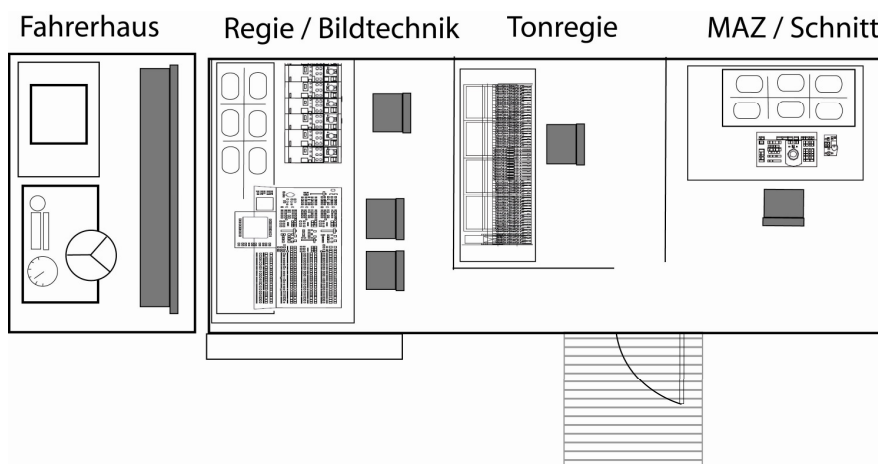 Fahrerhaus
Regie / Bildtechnik
Tonregie
MAZ / Schnitt